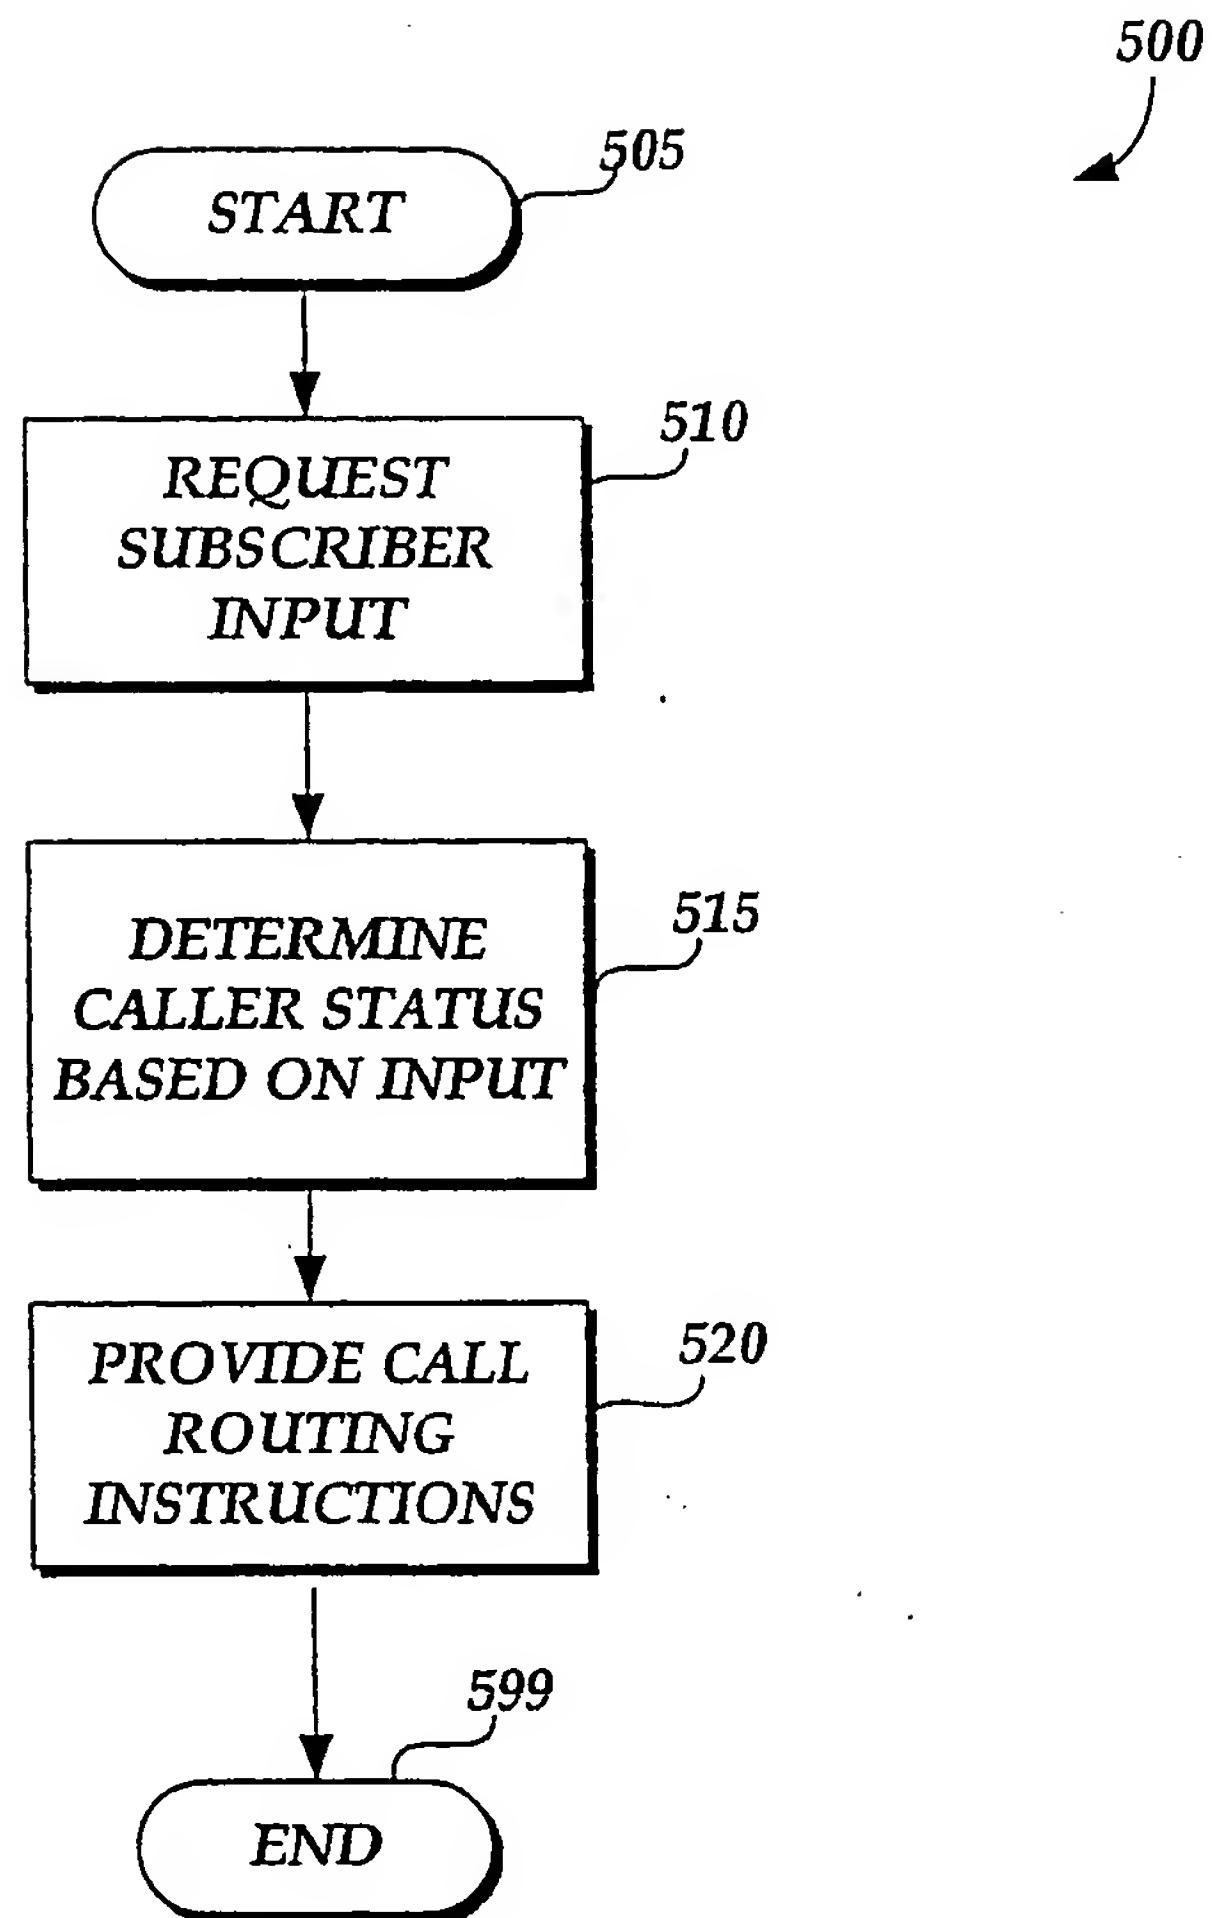 500
505
START
510
REQUEST
SUBSCRIBER
INPUT
515
DETERMINE
CALLER STATUS
BASED ON INPUT
520
PROVIDE CALL
ROUTING
INSTRUCTIONS
599
END